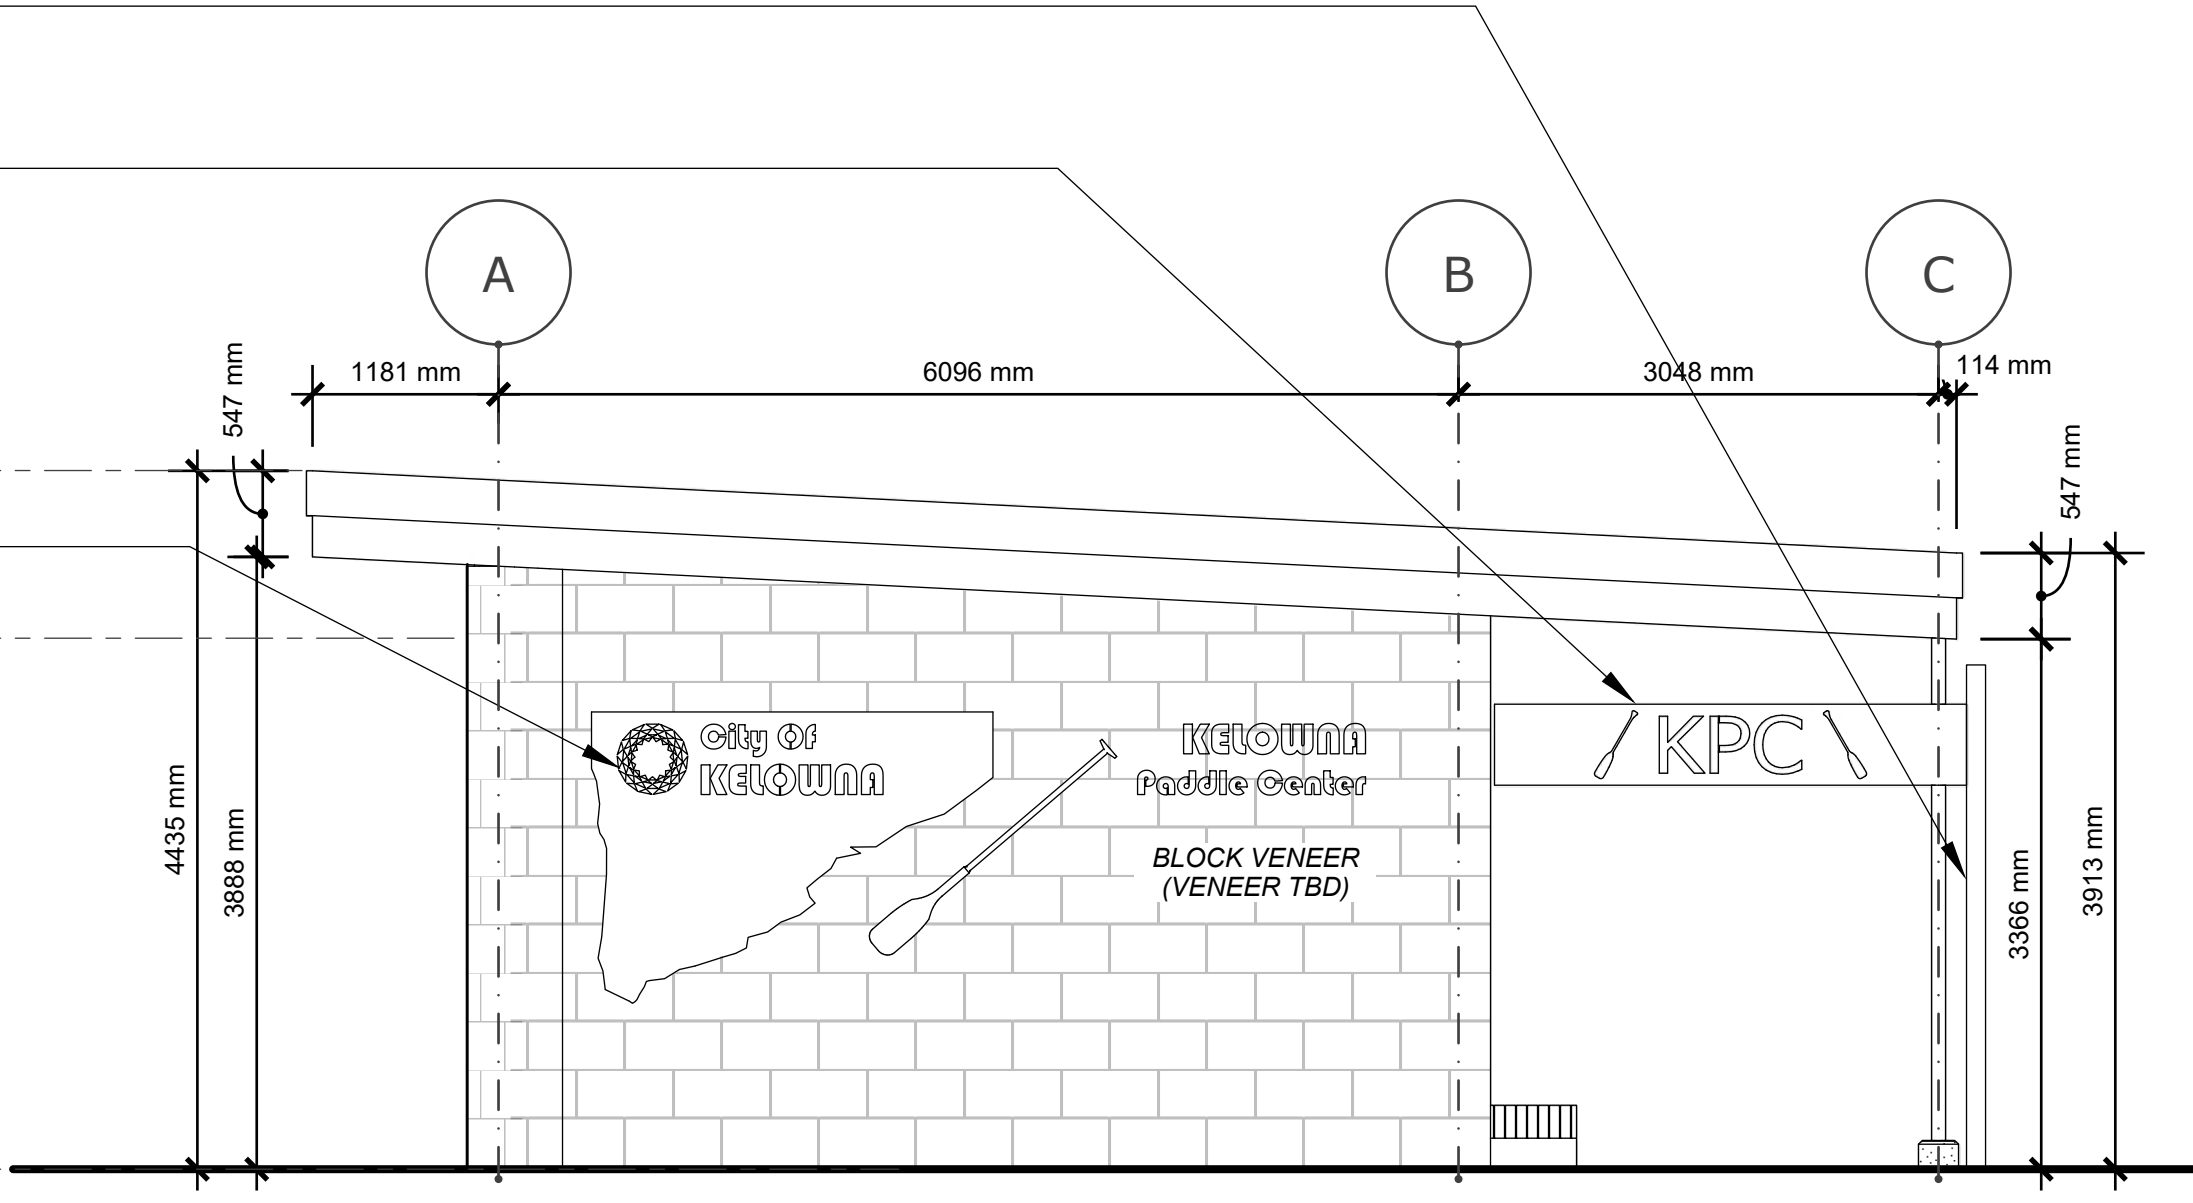 A
B
C
1181 mm
6096 mm
3048 mm
114 mm
547 mm
547 mm
4435 mm
3888 mm
3366 mm
3913 mm
City Of
KELOWNA
KELOWNA
Paddle Center
KPC
BLOCK VENEER
(VENEER TBD)